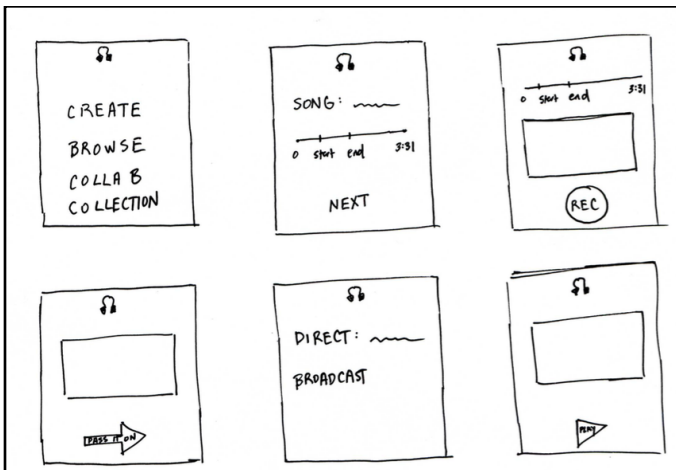 CREATE
BROWSE
COLLAB
COLLECTION
SONG:
0 start end 3:31
NEXT
0 start end 3:31
REC
PASS IT ON
DIRECT:
BROADCAST
PLAY